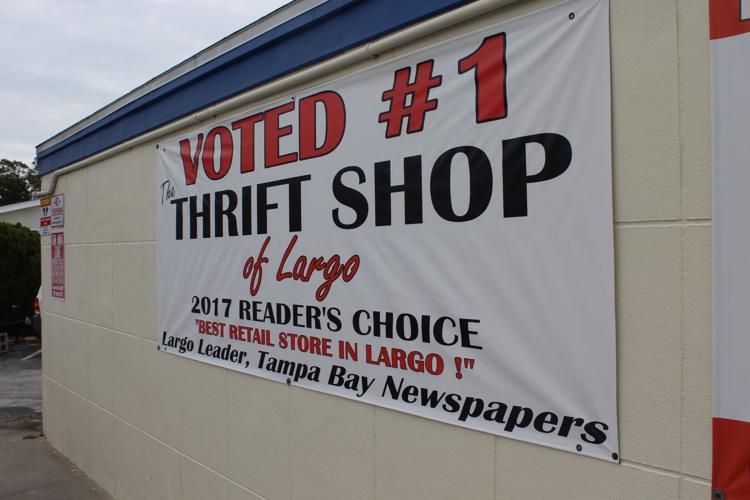 VOTED #1
The
THRIFT SHOP
of Largo
2017 READER'S CHOICE
"BEST RETAIL STORE IN LARGO !"
Largo Leader, Tampa Bay Newspapers